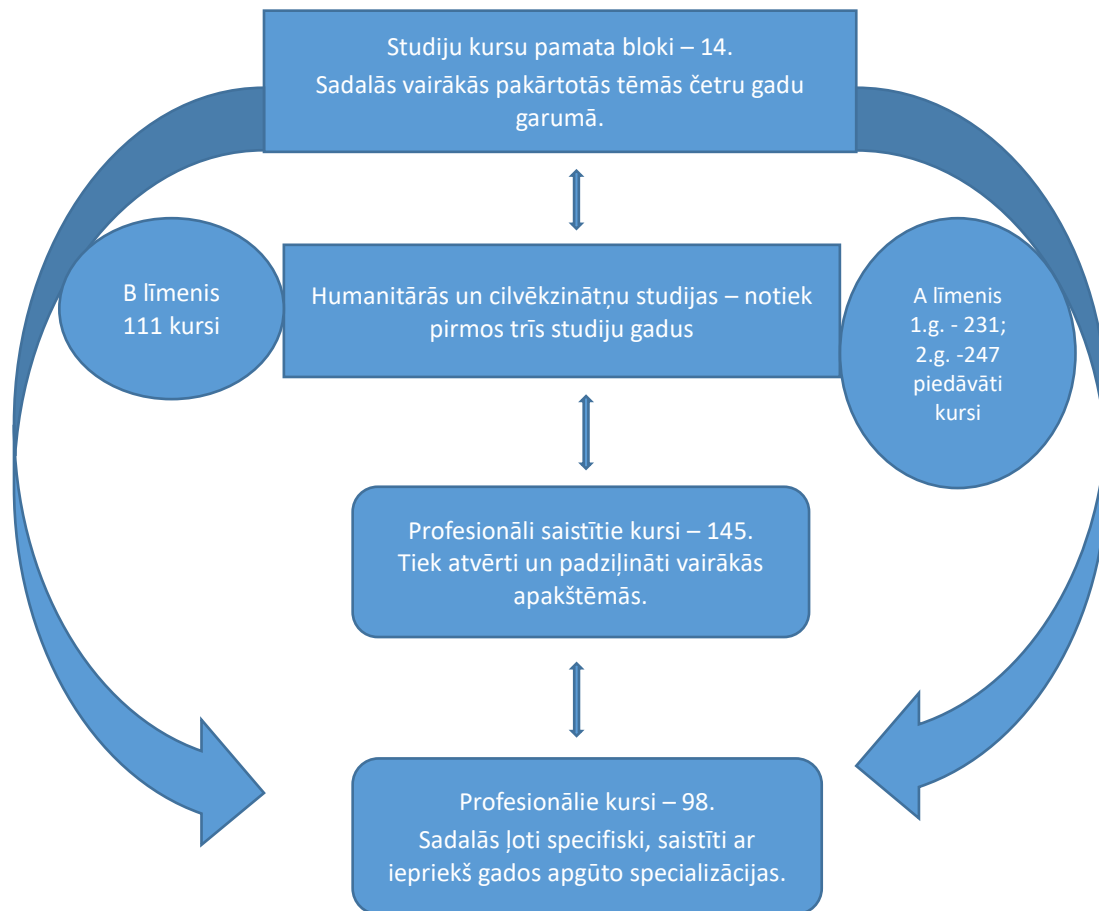 Studiju kursu pamata bloki – 14.
Sadalās vairākās pakārtotās tēmās četru gadu
garumā.
B līmenis
111 kursi
Humanitārās un cilvēkzinātņu studijas – notiek
pirmos trīs studiju gadus
A līmenis
1.g. - 231;
2.g. -247
piedāvāti
kursi
Profesionāli saistītie kursi – 145.
Tiek atvērti un padziļināti vairākās
apakštēmās.
Profesionālie kursi – 98.
Sadalās ļoti specifiski, saistīti ar
iepriekš gados apgūto specializācijas.